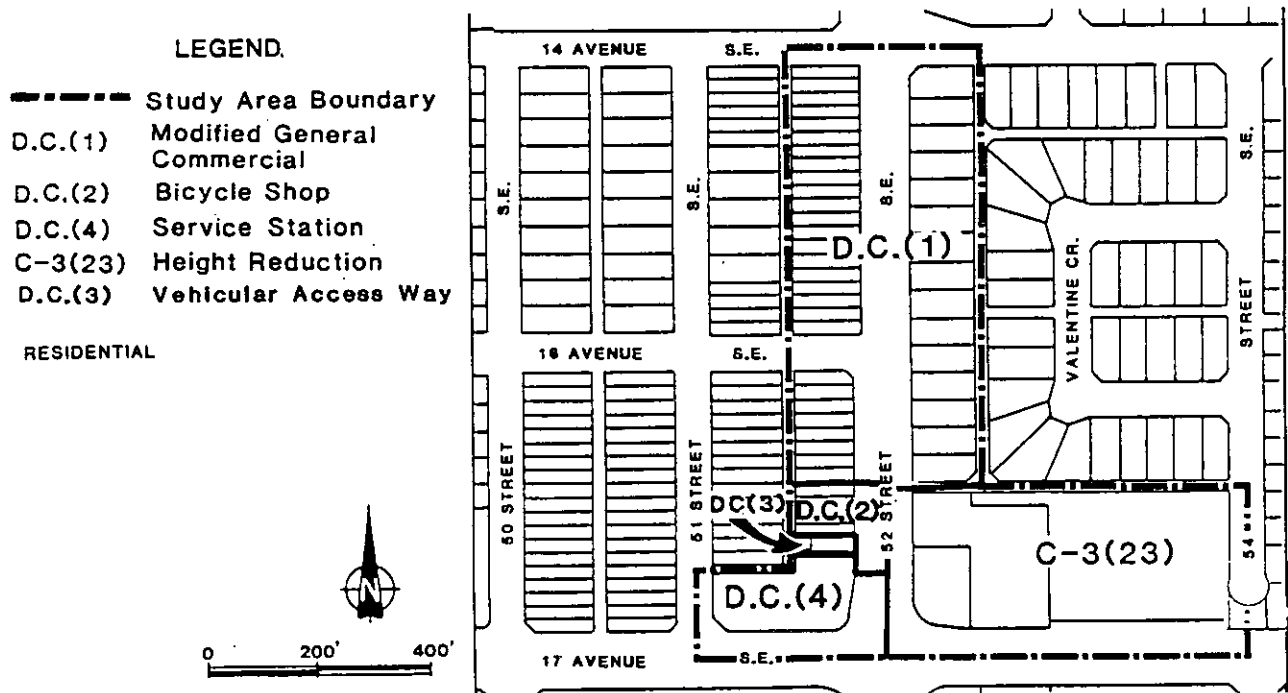 LEGEND.
Study Area Boundary
D.C.(1) Modified General
Commercial
D.C.(2) Bicycle Shop
D.C.(4) Service Station
C-3(23) Height Reduction
D.C.(3) Vehicular Access Way
RESIDENTIAL
0 200' 400'
N
14 AVENUE S.E.
S.E.
S.E.
S.E.
S.E.
D.C.(1)
VALENTINE CR.
STREET
16 AVENUE S.E.
50 STREET
51 STREET
52 STREET
54
DC(3)
D.C.(2)
C-3(23)
D.C.(4)
17 AVENUE S.E.